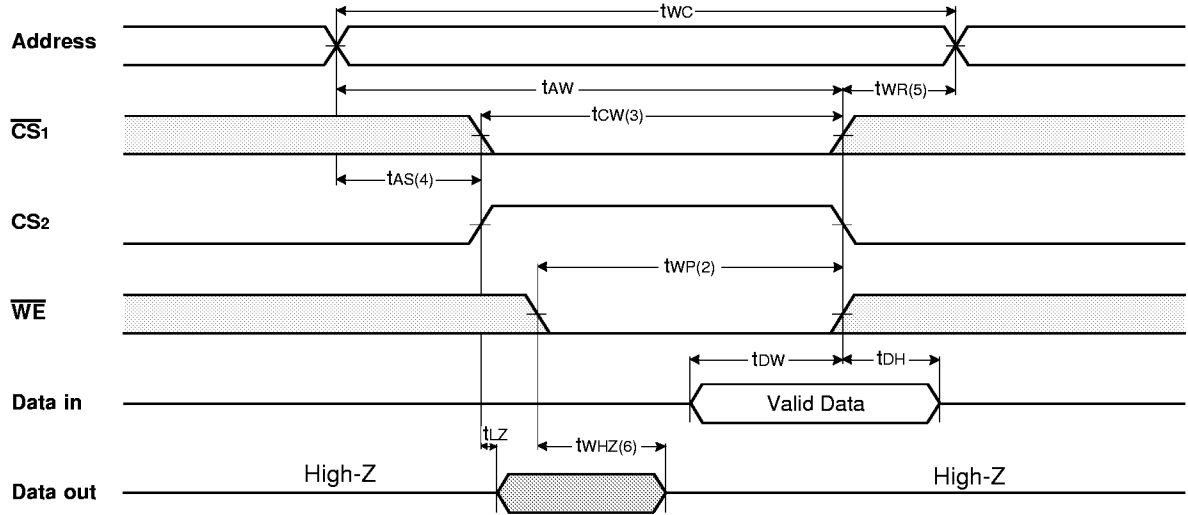 tWC
Address
tAW
tWR(5)
CS1
tCW(3)
tAS(4)
CS2
tWP(2)
WE
tDW
tDH
Data in
Valid Data
tLZ
tWHZ(6)
High-Z
High-Z
Data out